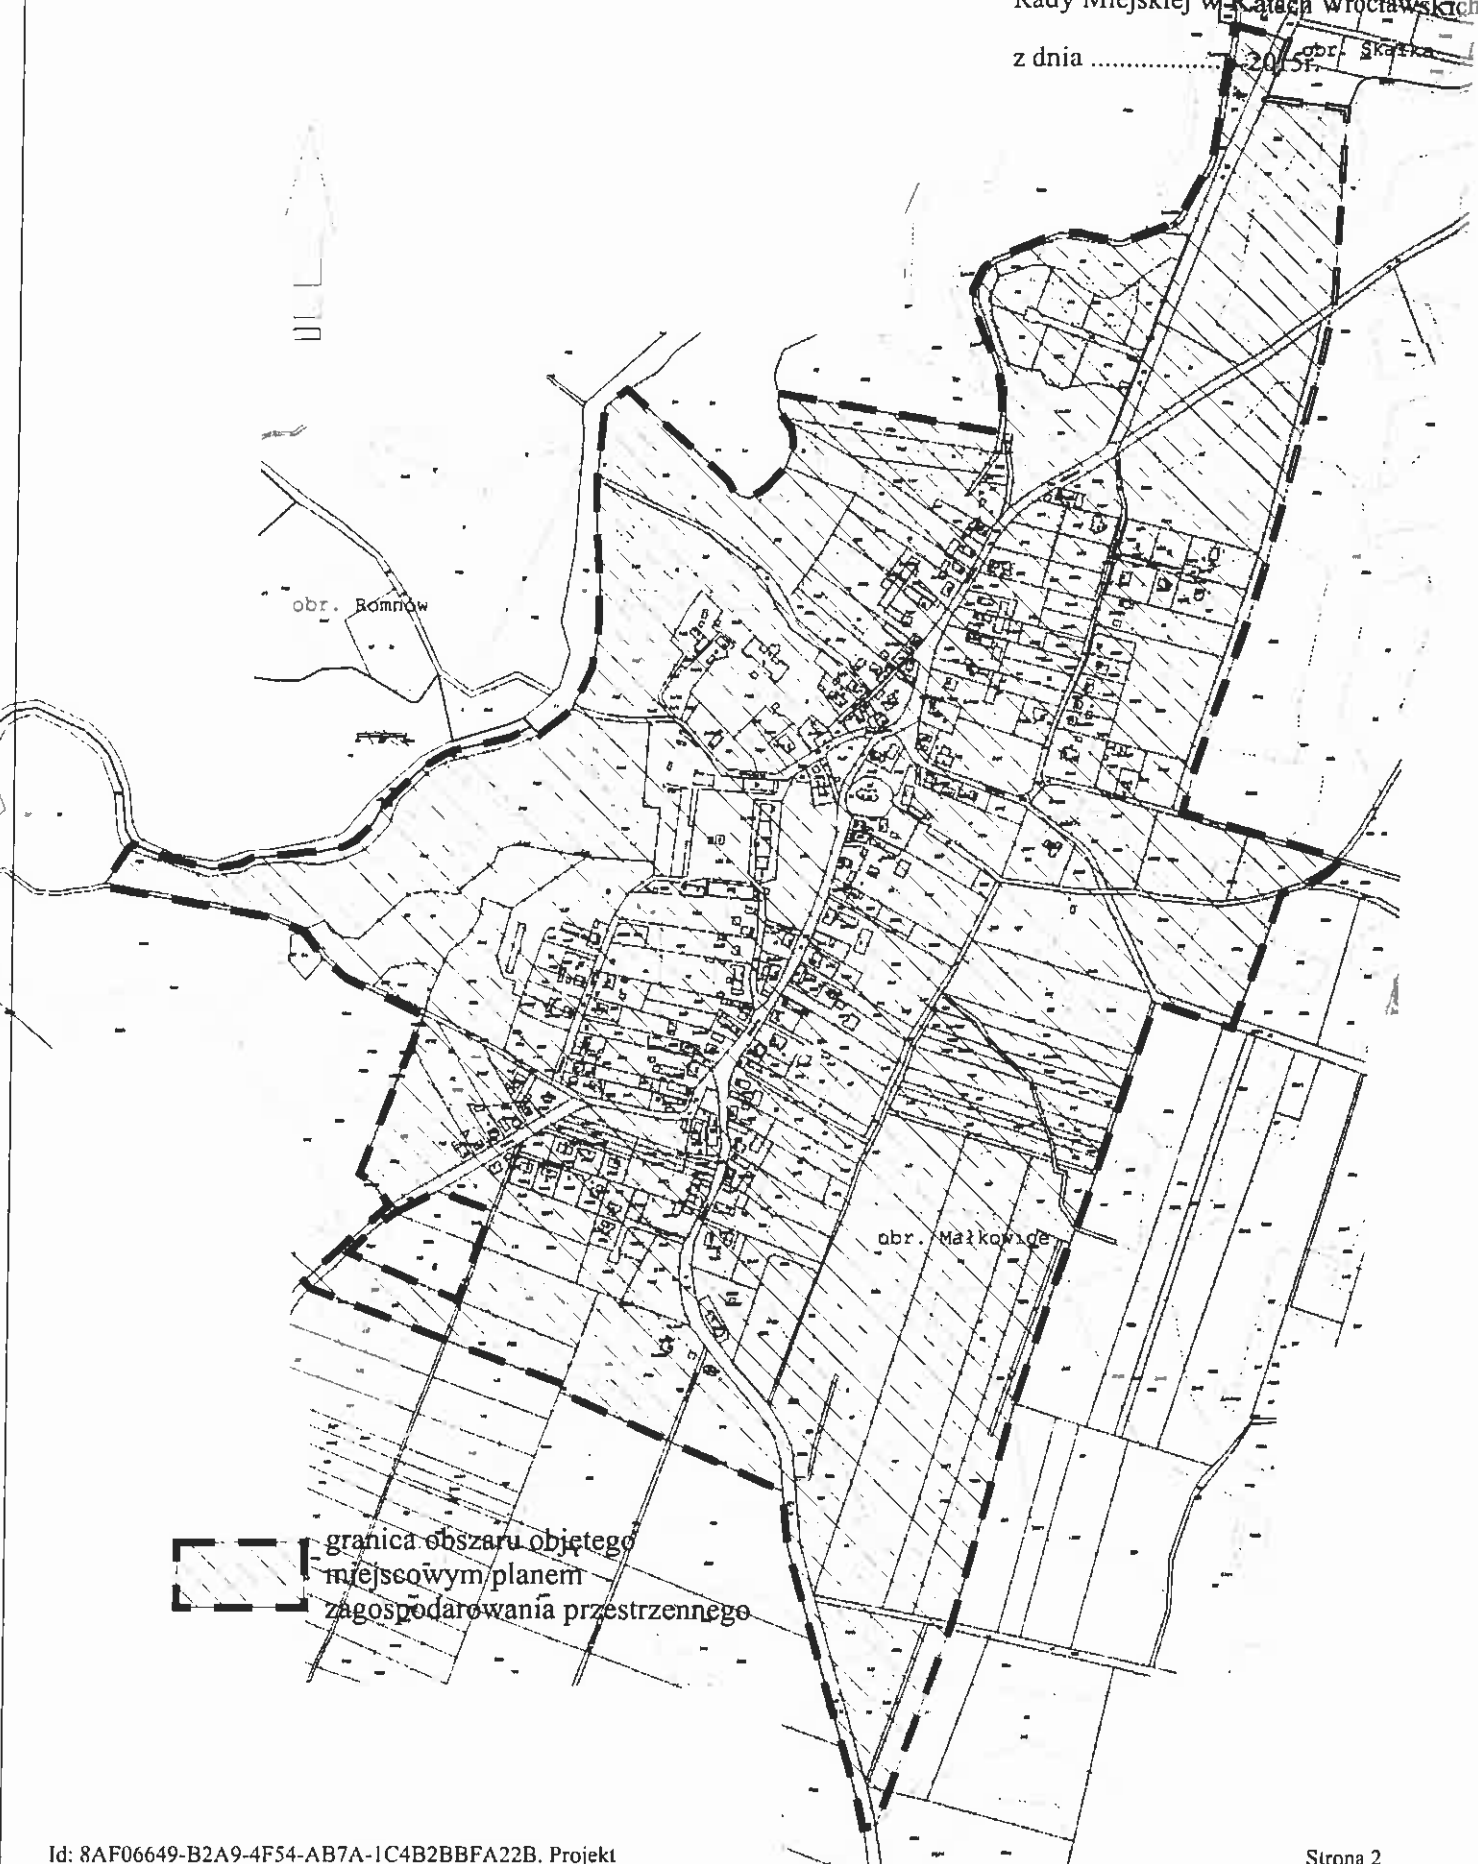 Rady Miejskiej w Kątach Wrocławskich
z dnia ..................... 2015r.
obr. Skałka
obr. Romnów
obr. Małkowice
granica obszaru objętego
miejscowym planem
zagospodarowania przestrzennego
Id: 8AF06649-B2A9-4F54-AB7A-1C4B2BBFA22B. Projekt
Strona 2